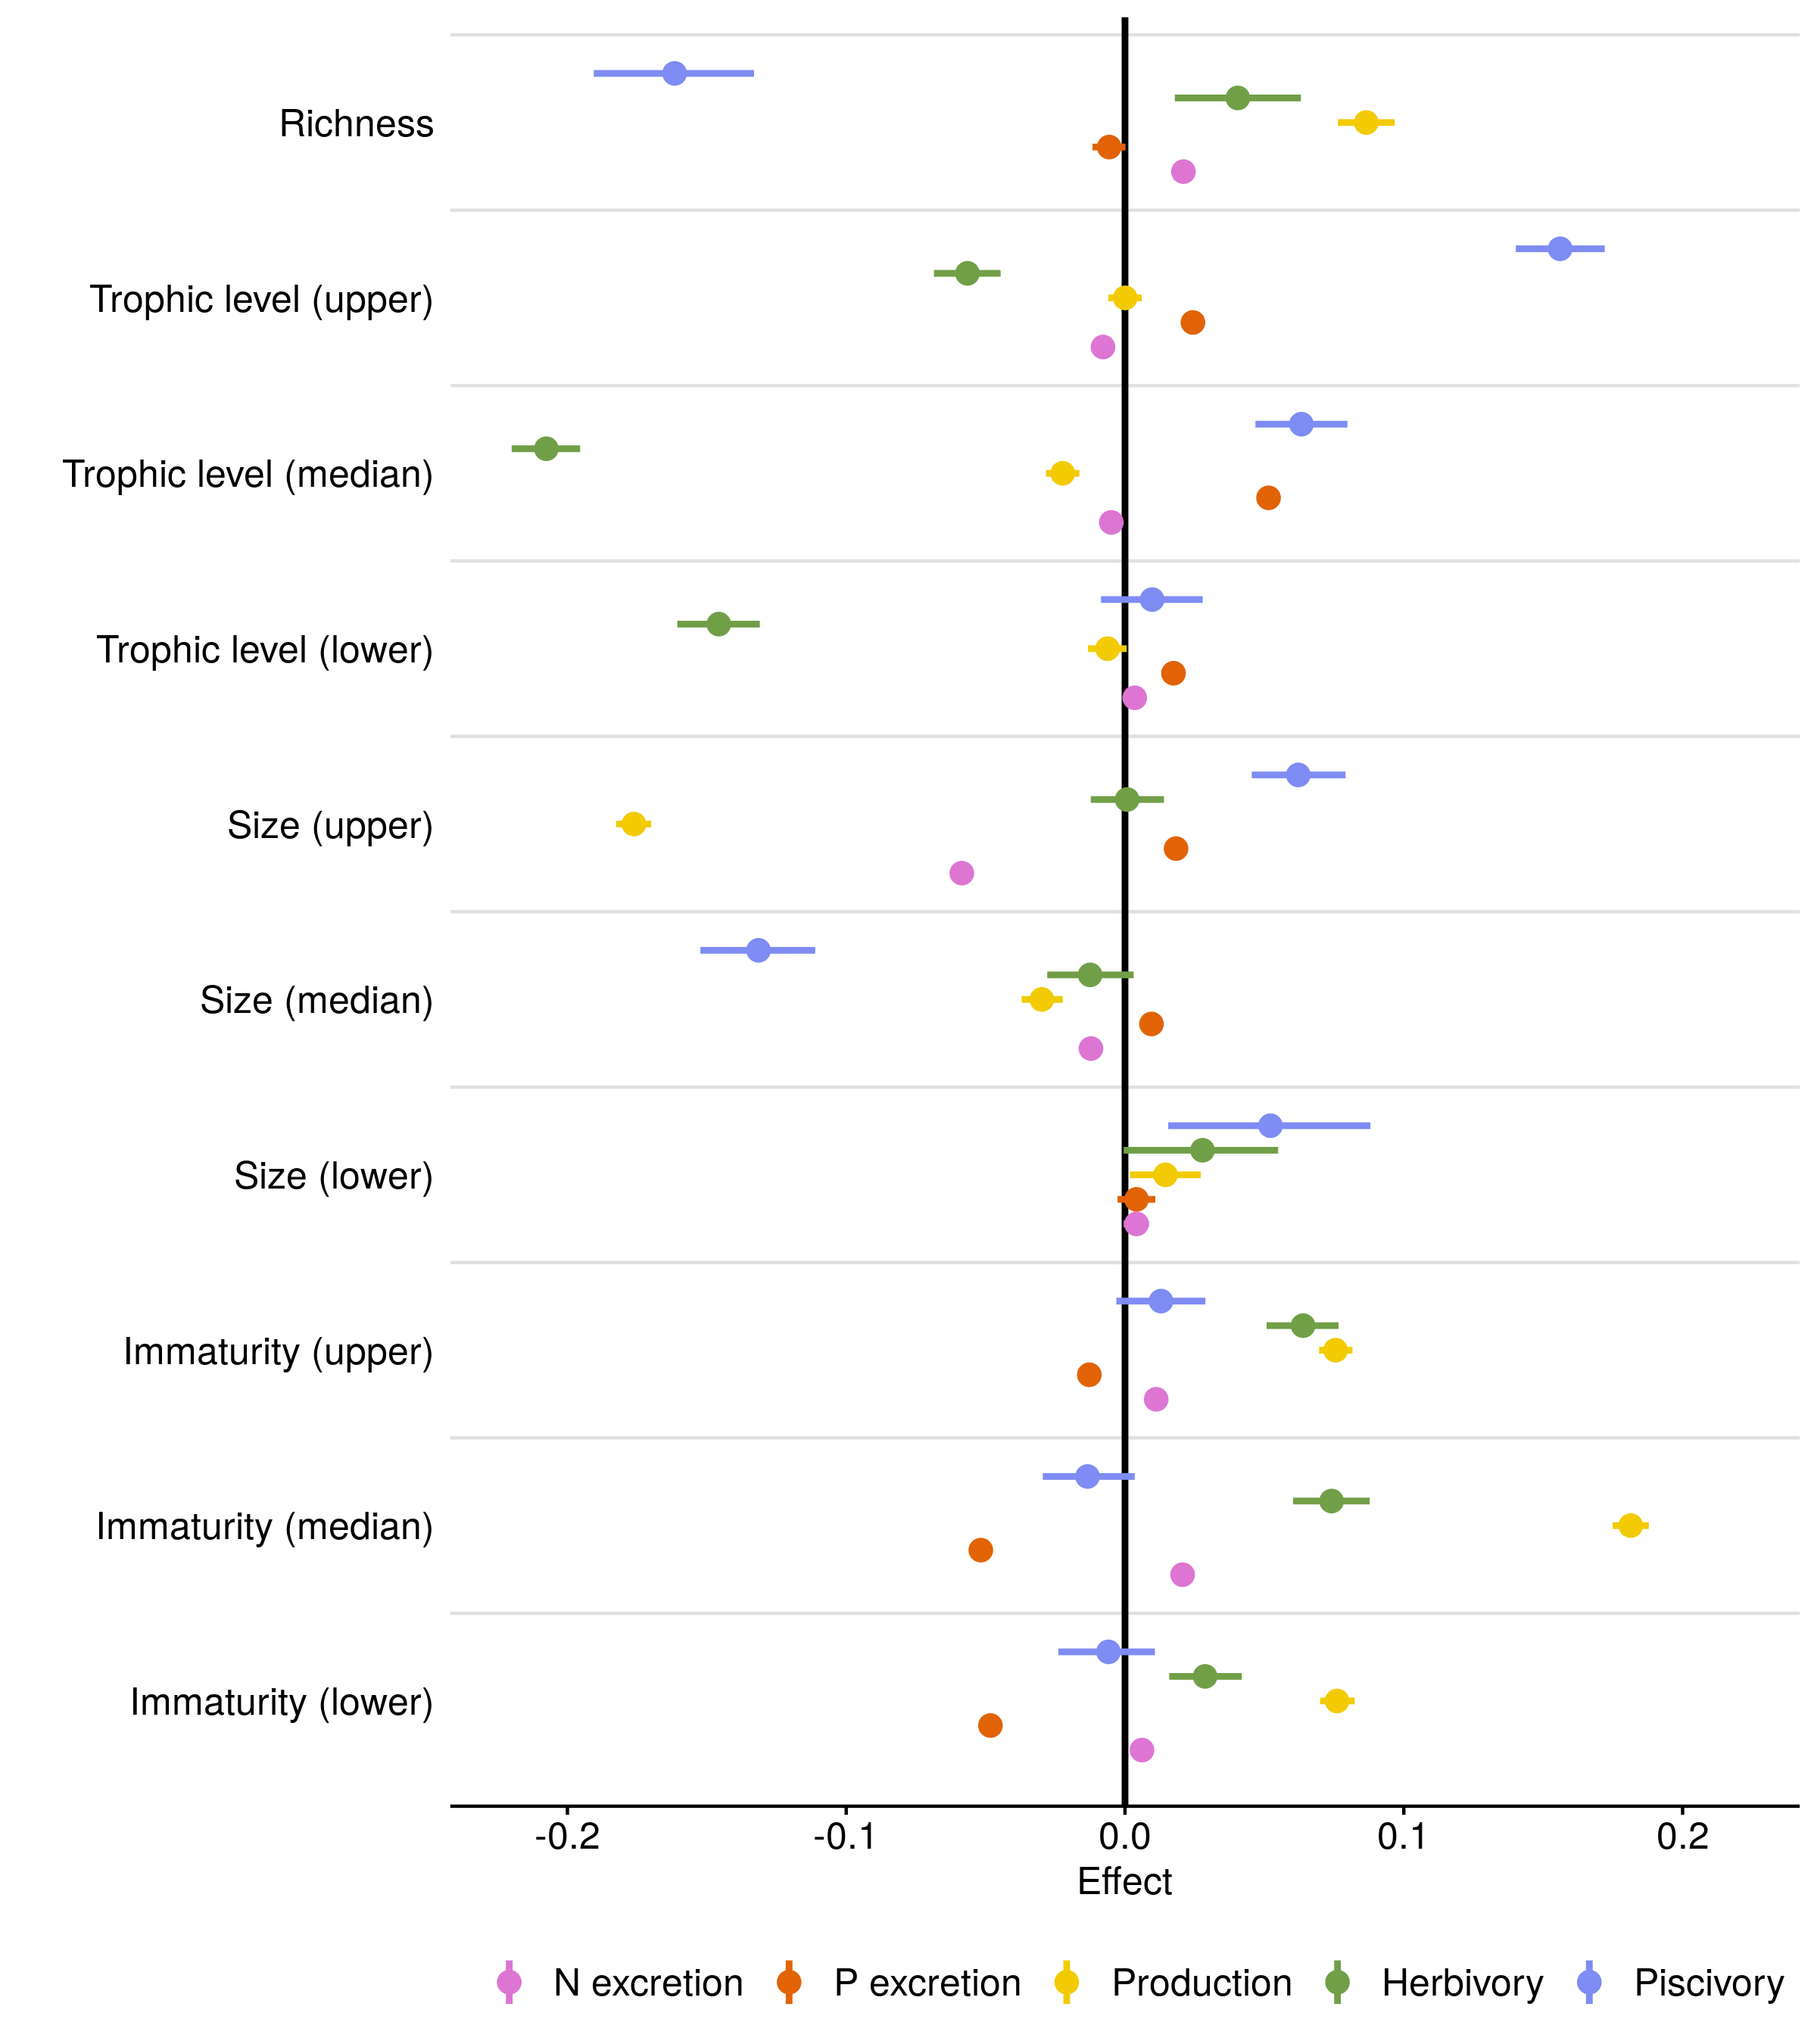 Richness
Trophic level (upper)
Trophic level (median)
Trophic level (lower)
Size (upper)
Size (median)
Size (lower)
Immaturity (upper)
Immaturity (median)
Immaturity (lower)
-0.2 -0.1 0.0 0.1 0.2
Effect
N excretion P excretion Production Herbivory Piscivory